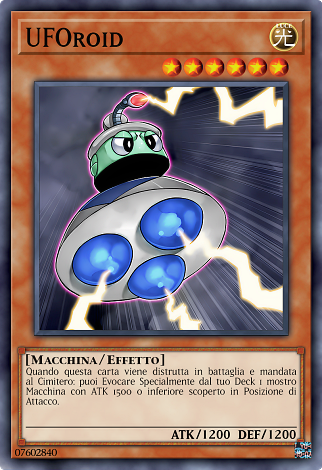 UFOROID
光
[MACCHINA/EFFETTO]
Quando questa carta viene distrutta in battaglia e mandata
al Cimitero: puoi Evocare Specialmente dal tuo Deck 1 mostro
Macchina con ATK 1500 o inferiore scoperto in Posizione di
Attacco.
ATK/1200 DEF/1200
07602840